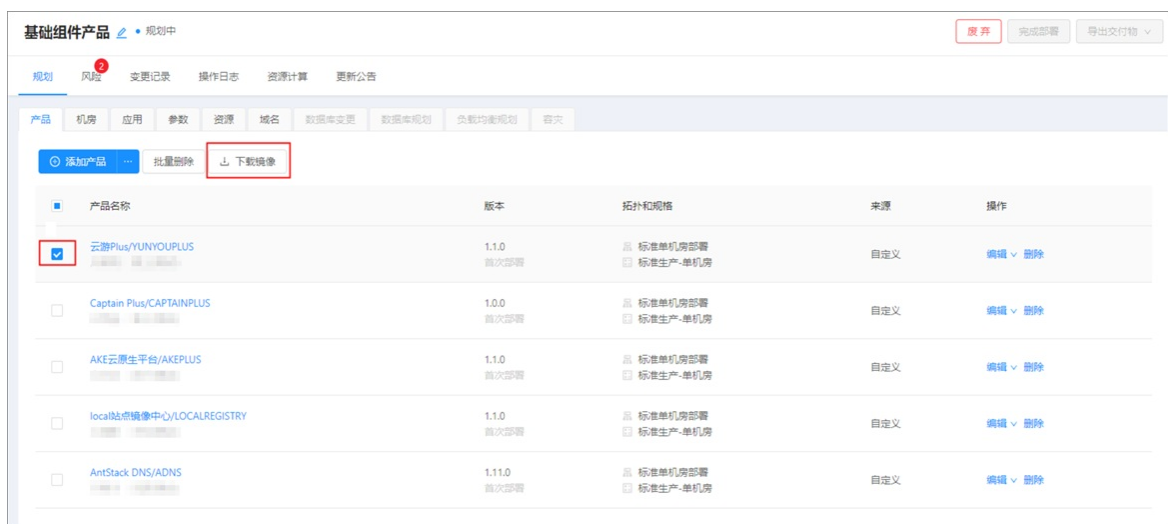 基础组件产品 规划中 废弃 完成部署 导出交付物
规划 风险 2 变更记录 操作日志 资源计算 更新公告
产品 机房 应用 参数 资源 域名 数据库变更 数据库规划 负载均衡规划 容灾
添加产品 ... 批量删除 下载镜像
产品名称 版本 拓扑和规格 来源 操作
云游Plus/YUNYOUPLUS 1.1.0 标准单机房部署
首次部署 标准生产-单机房 自定义 编辑 删除
Captain Plus/CAPTAINPLUS 1.0.0 标准单机房部署
首次部署 标准生产-单机房 自定义 编辑 删除
AKE云原生平台/AKEPLUS 1.1.0 标准单机房部署
首次部署 标准生产-单机房 自定义 编辑 删除
local站点镜像中心/LOCALREGISTRY 1.1.0 标准单机房部署
首次部署 标准生产-单机房 自定义 编辑 删除
AntStack DNS/ADNS 1.11.0 标准单机房部署
首次部署 标准生产-单机房 自定义 编辑 删除